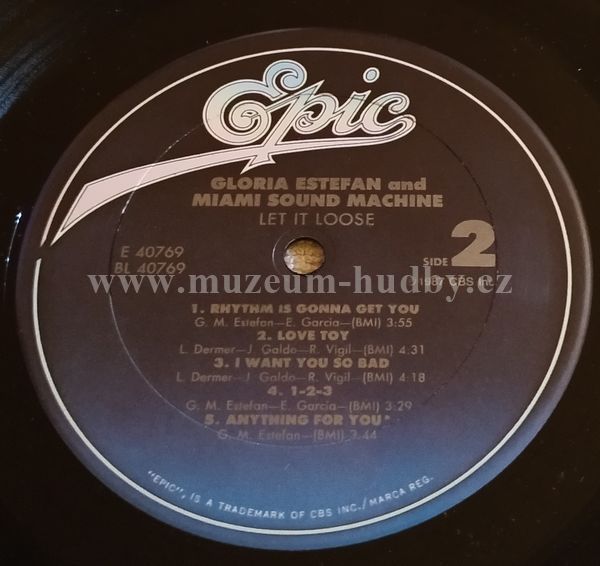 Epic
GLORIA ESTEFAN and
MIAMI SOUND MACHINE
LET IT LOOSE
E 40769
BL 40769
SIDE 2
℗1987 CBS Inc.
www.muzeum-hudby.cz
1. RHYTHM IS GONNA GET YOU
G. M. Estefan—E. Garcia—(BMI) 3:55
2. LOVE TOY
L. Dermer—J. Galdo—R. Vigil—(BMI) 4:31
3. I WANT YOU SO BAD
L. Dermer—J. Galdo—R. Vigil—(BMI) 4:18
4. 1-2-3
G. M. Estefan—E. Garcia—(BMI) 3:29
5. ANYTHING FOR YOU*
G. M. Estefan—(BMI) 3:44
"EPIC", IS A TRADEMARK OF CBS INC./MARCA REG.